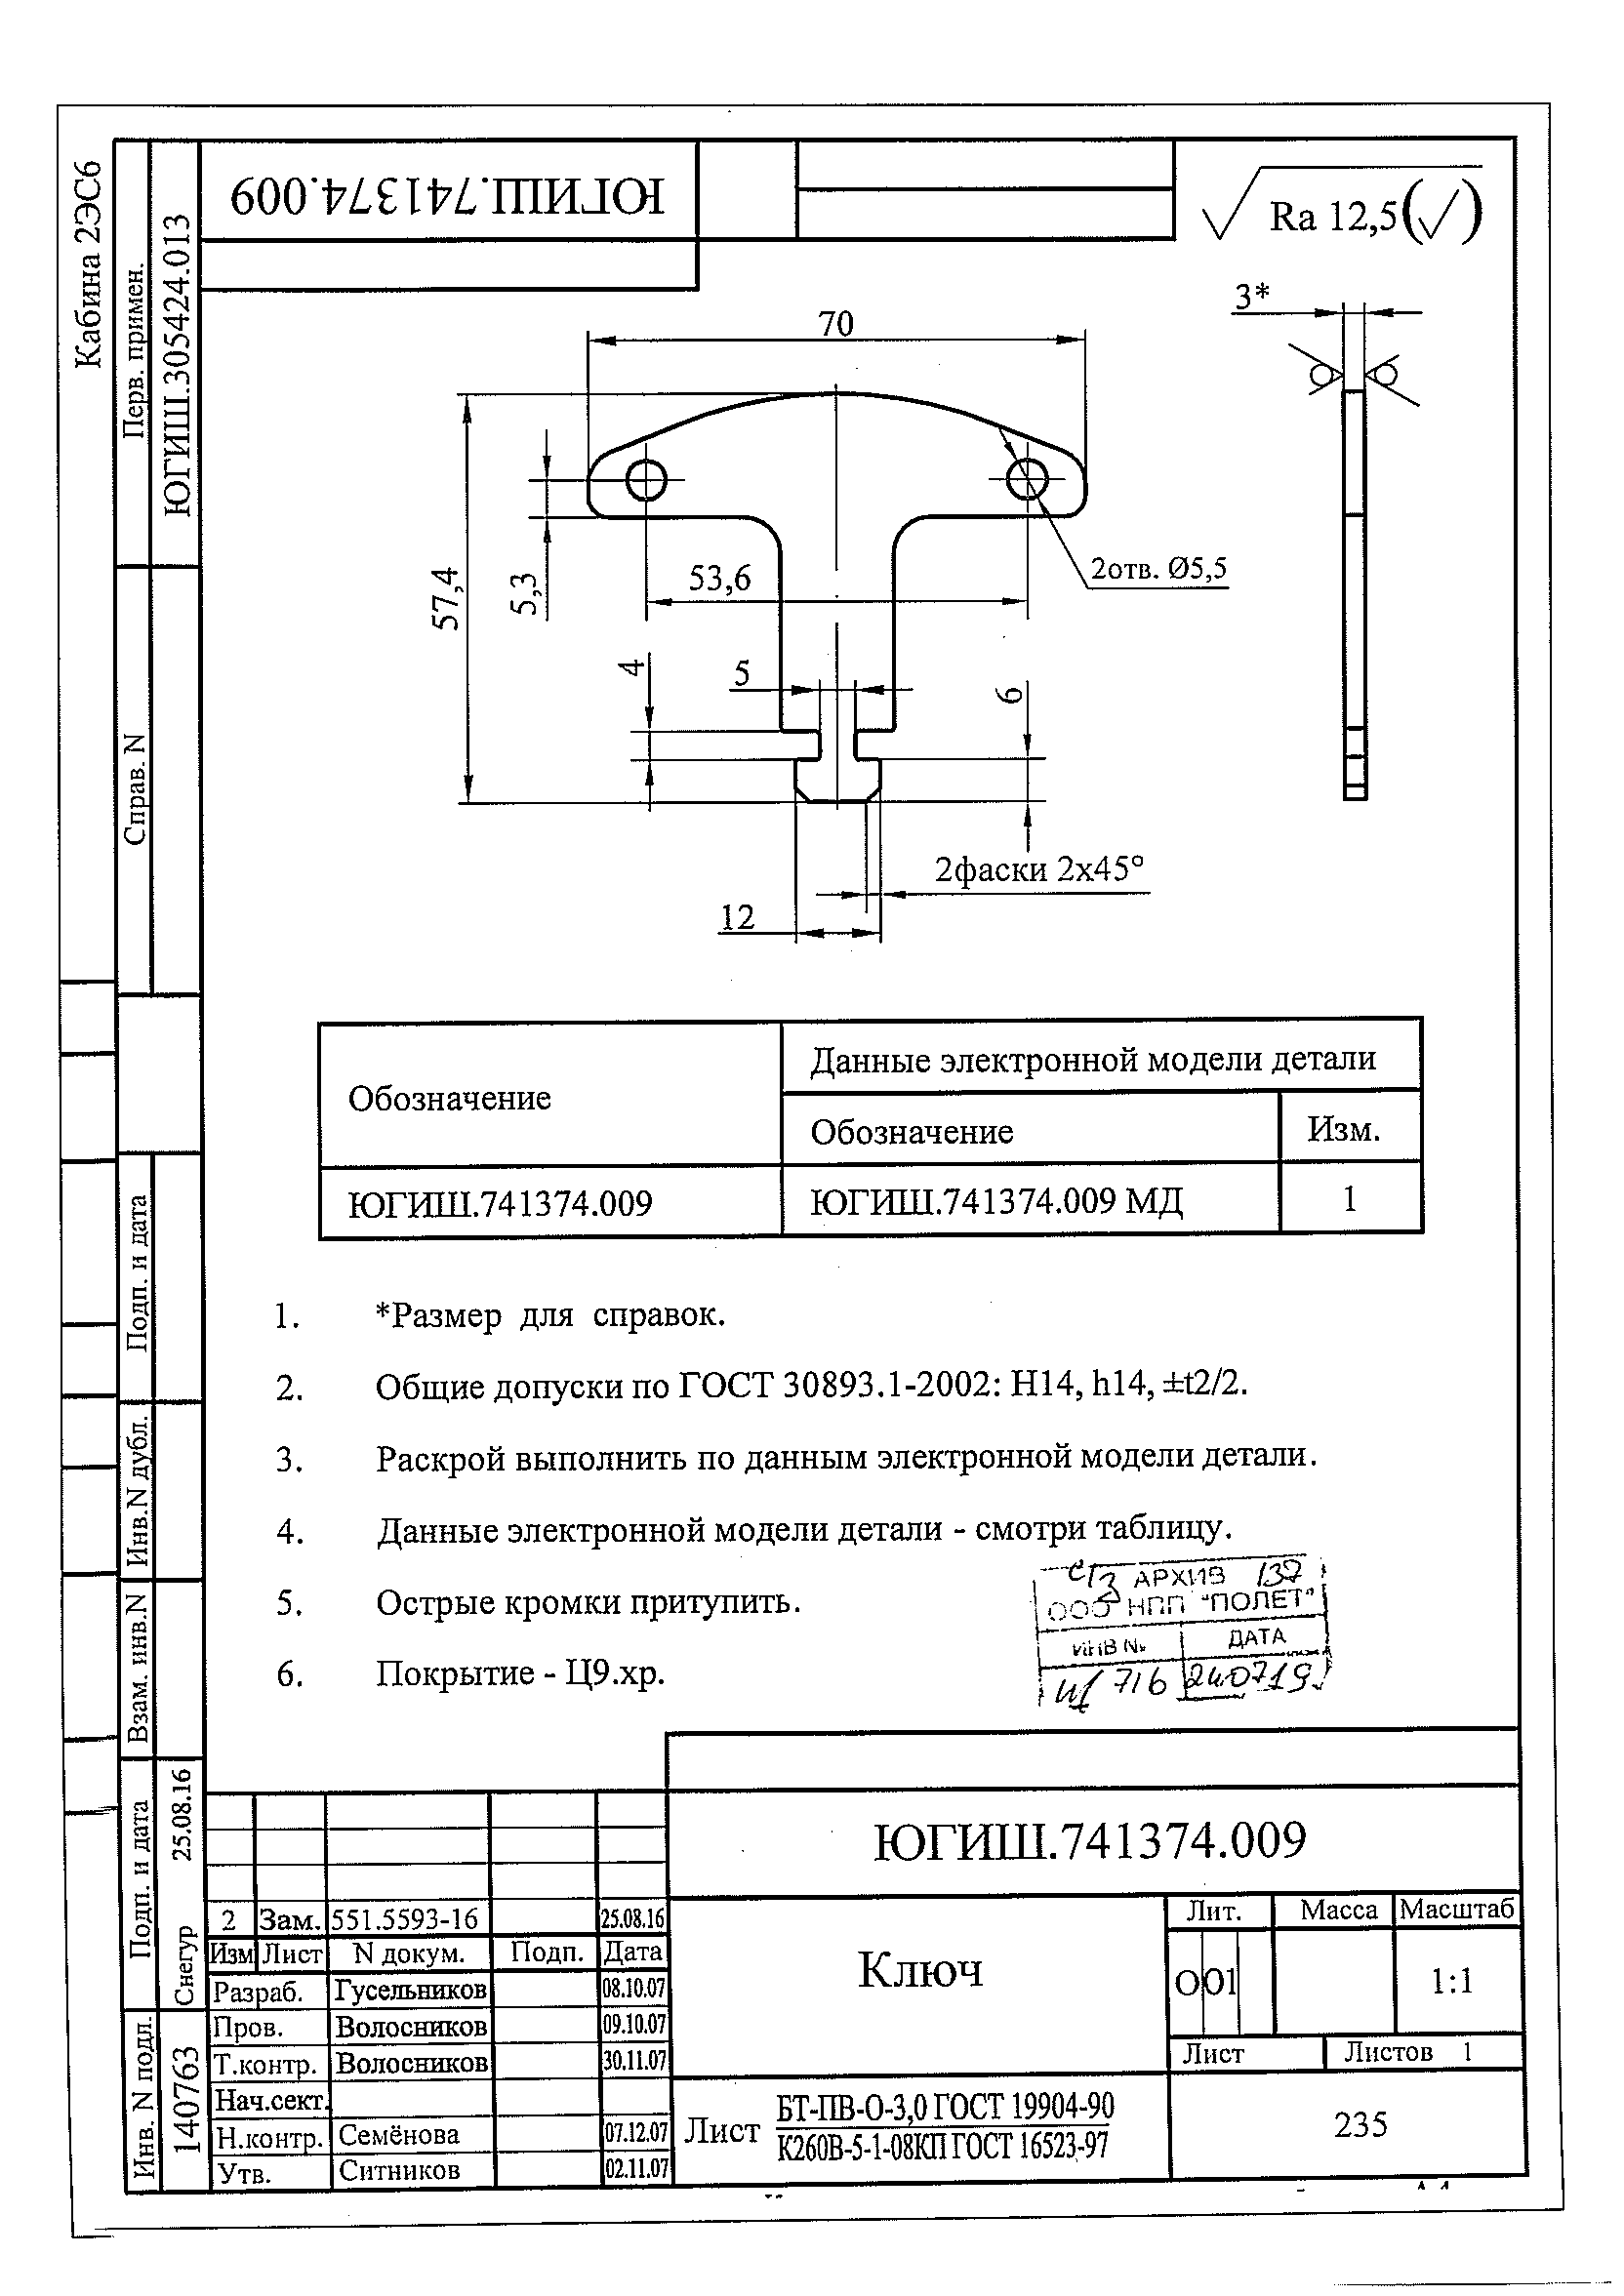 Кабина 2ЭС6
Перв. примен.
ЮГИШ.305424.013
ЮГИШ.741374.009
Ra 12,5
3*
70
57,4
5,3
53,6
2отв. Ø5,5
4
5
6
2фаски 2х45°
12
Справ. N
Обозначение
Данные электронной модели детали
Обозначение
Изм.
ЮГИШ.741374.009
ЮГИШ.741374.009 МД
1
1. *Размер для справок.
2. Общие допуски по ГОСТ 30893.1-2002: H14, h14, ±t2/2.
3. Раскрой выполнить по данным электронной модели детали.
4. Данные электронной модели детали - смотри таблицу.
5. Острые кромки притупить.
6. Покрытие - Ц9.хр.
АРХИВ 137
ООО НПП "ПОЛЕТ"
ИНВ № ДАТА
716 240719
Подп. и дата
Инв.N дубл.
Взам. инв.N
Подп. и дата
Снегур 25.08.16
Инв. N подл.
140763
ЮГИШ.741374.009
2 Зам. 551.5593-16 25.08.16
Изм Лист N докум. Подп. Дата
Разраб. Гусельников 08.10.07
Пров. Волосников 09.10.07
Т.контр. Волосников 30.11.07
Нач.сект.
Н.контр. Семёнова 07.12.07
Утв. Ситников 02.11.07
Ключ
Лит. Масса Масштаб
О О1 1:1
Лист Листов 1
Лист БТ-ПВ-О-3,0 ГОСТ 19904-90
К260В-5-1-08КП ГОСТ 16523-97
235